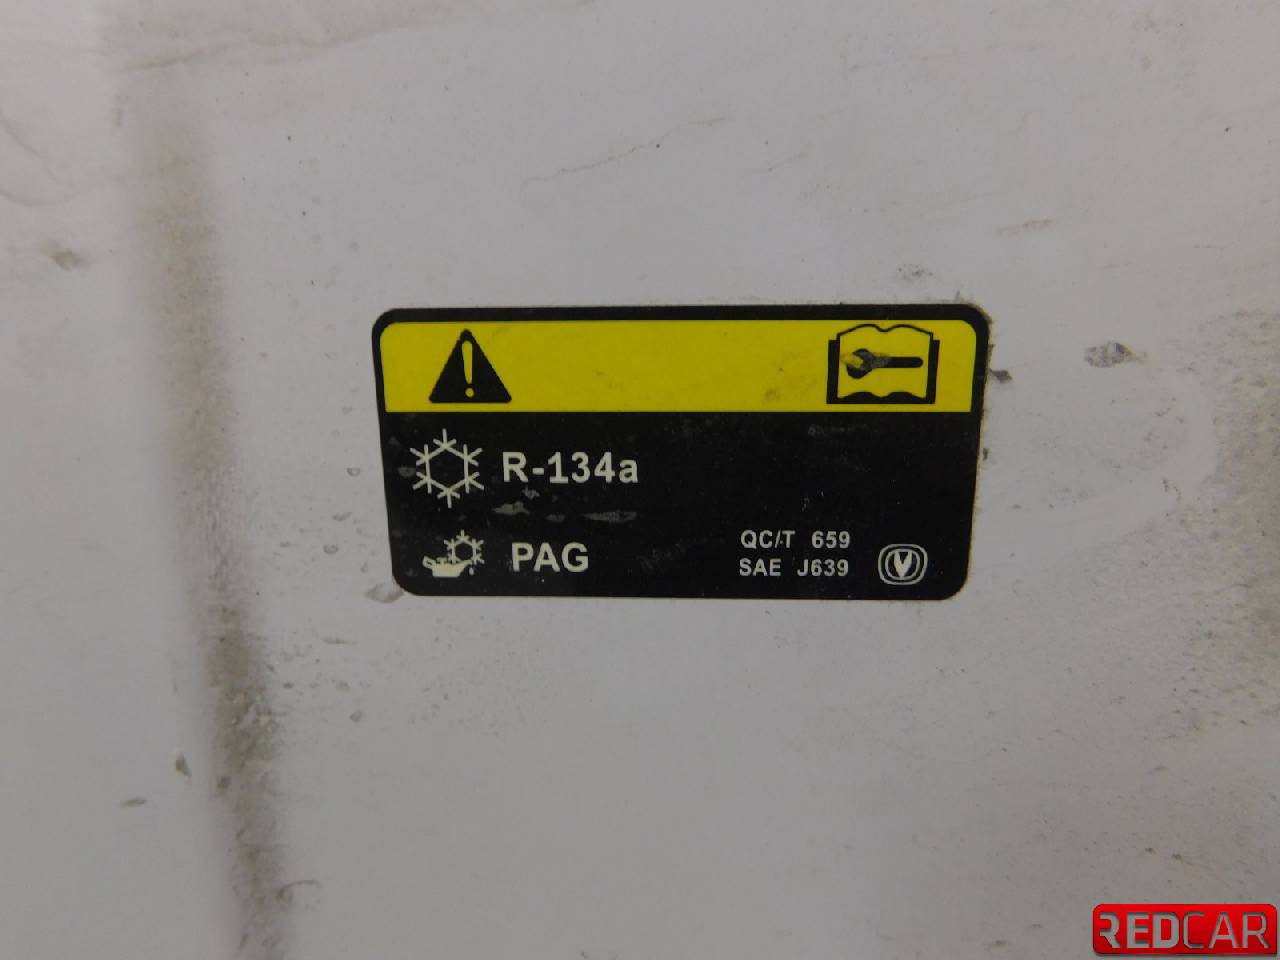 R-134a
PAG
QC/T 659
SAE J639
REDCAR